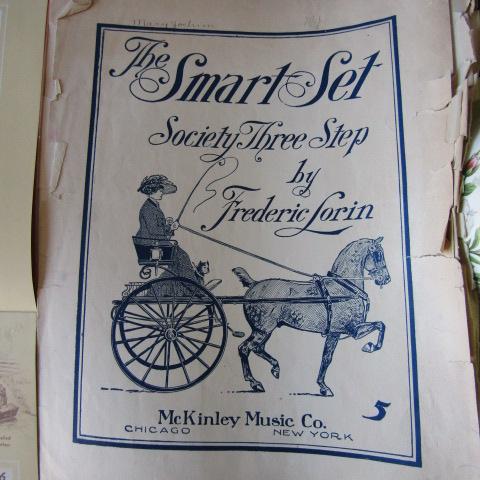 The
Smart Set
Society Three Step
by
Frederic Lorin
McKinley Music Co.
CHICAGO NEW YORK
5